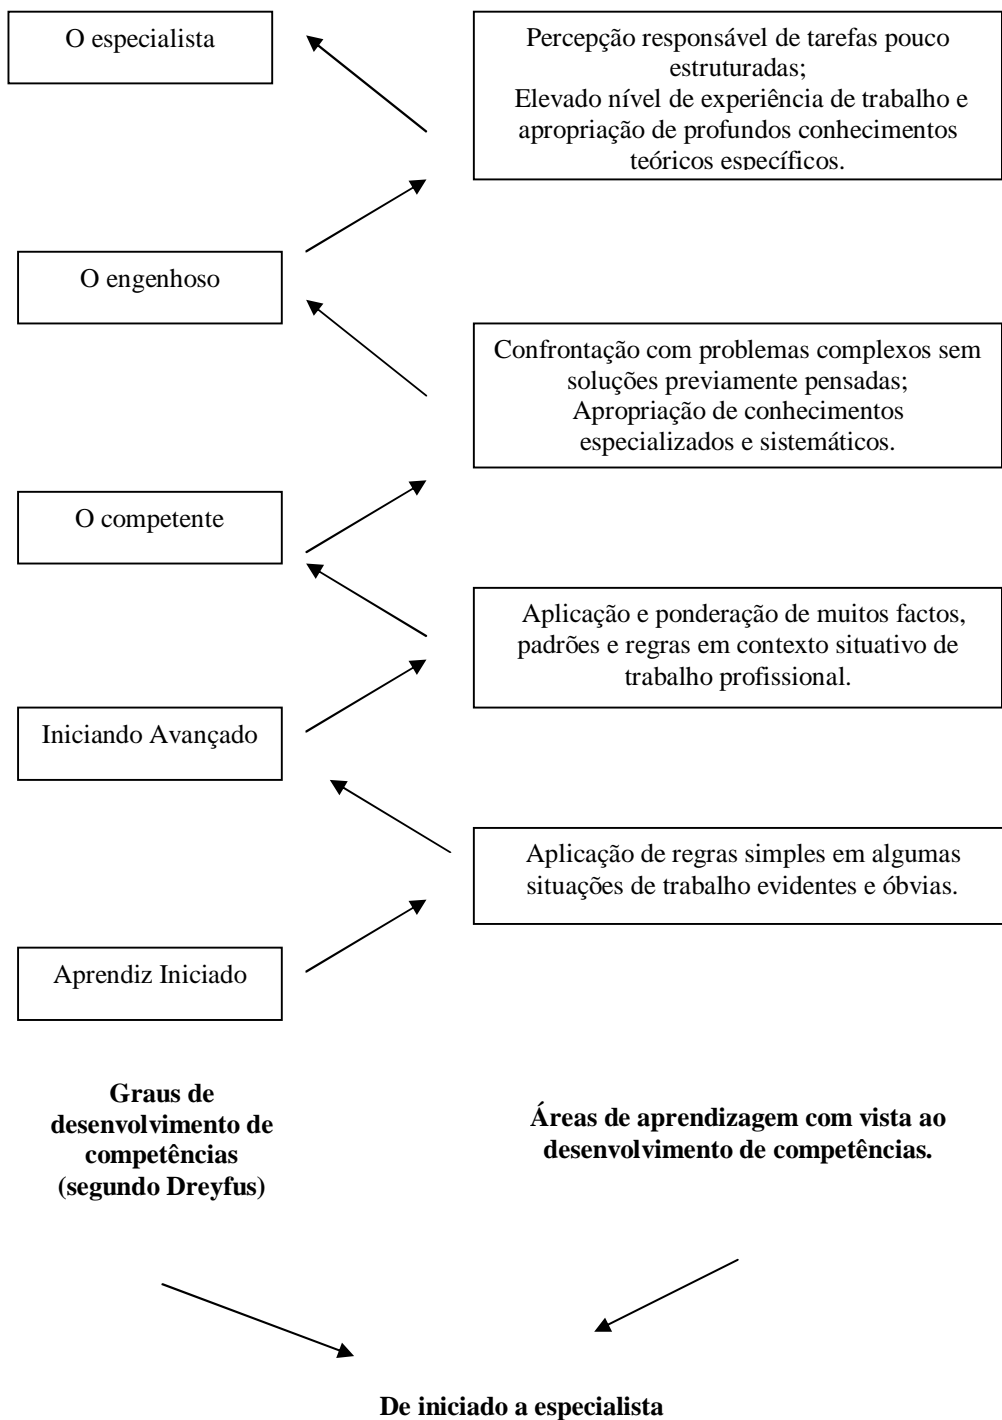 O especialista
Percepção responsável de tarefas pouco
estruturadas;
Elevado nível de experiência de trabalho e
apropriação de profundos conhecimentos
teóricos específicos.
O engenhoso
Confrontação com problemas complexos sem
soluções previamente pensadas;
Apropriação de conhecimentos
especializados e sistemáticos.
O competente
Aplicação e ponderação de muitos factos,
padrões e regras em contexto situativo de
trabalho profissional.
Iniciando Avançado
Aplicação de regras simples em algumas
situações de trabalho evidentes e óbvias.
Aprendiz Iniciado
Graus de
desenvolvimento de
competências
(segundo Dreyfus)
Áreas de aprendizagem com vista ao
desenvolvimento de competências.
De iniciado a especialista